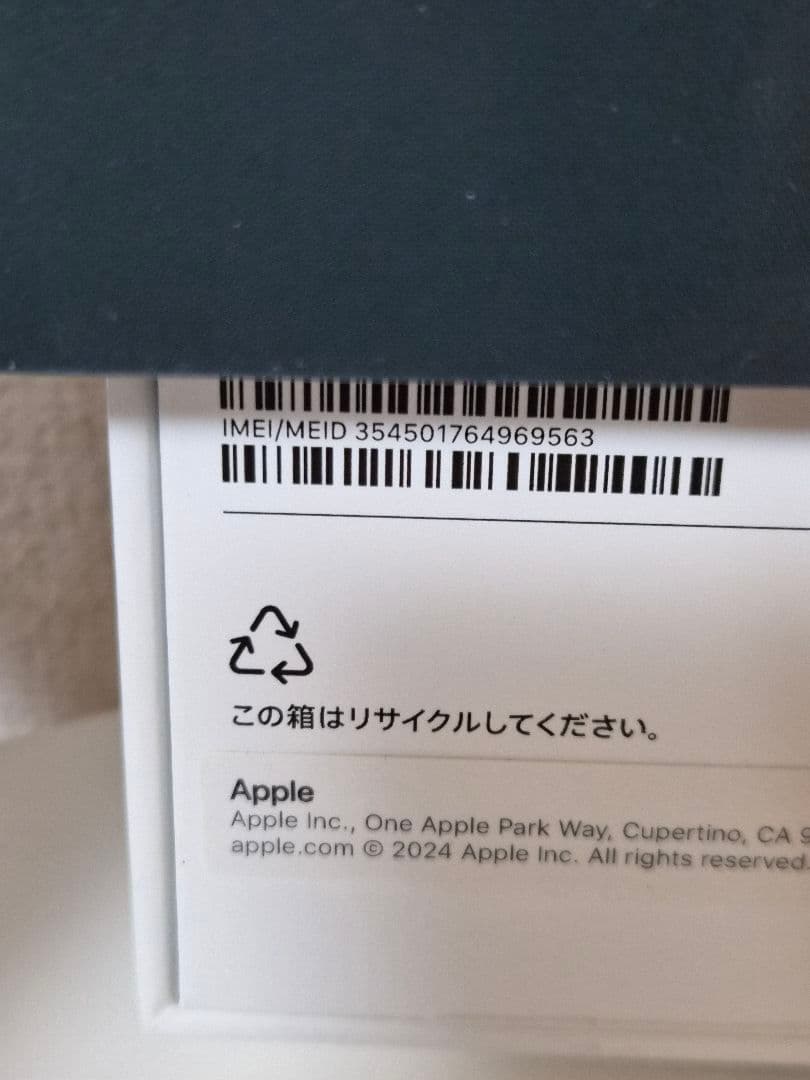 IMEI/MEID 354501764969563
この箱はリサイクルしてください。
Apple
Apple Inc., One Apple Park Way, Cupertino, CA 9
apple.com © 2024 Apple Inc. All rights reserved.